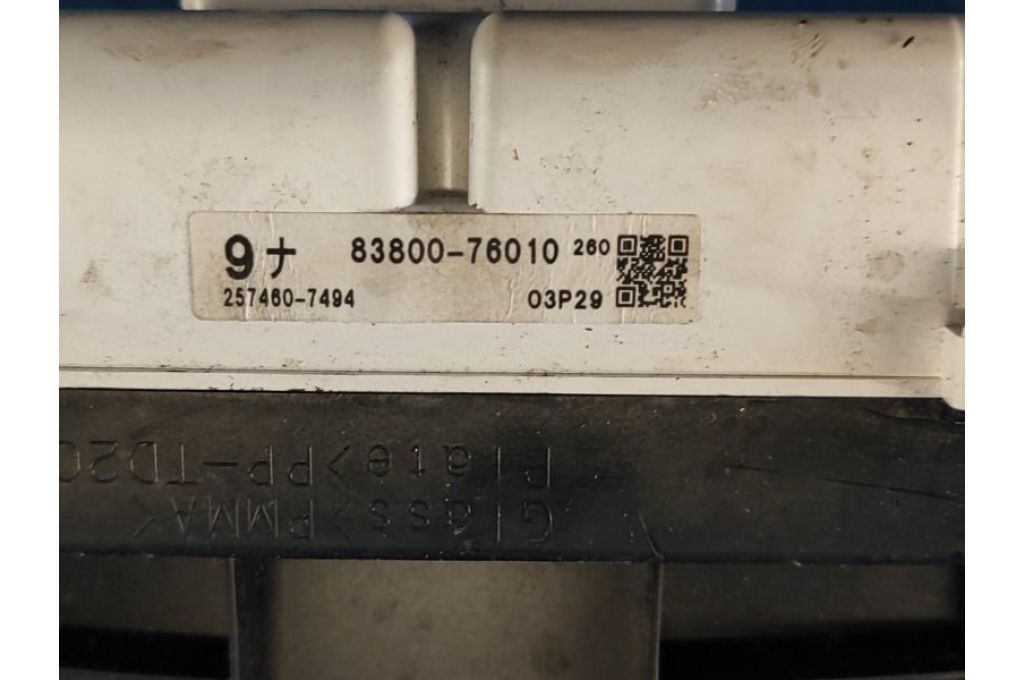 9ナ 83800-76010 260
257460-7494 03P29
Glass>PMMA<
Plate>PP-TD20